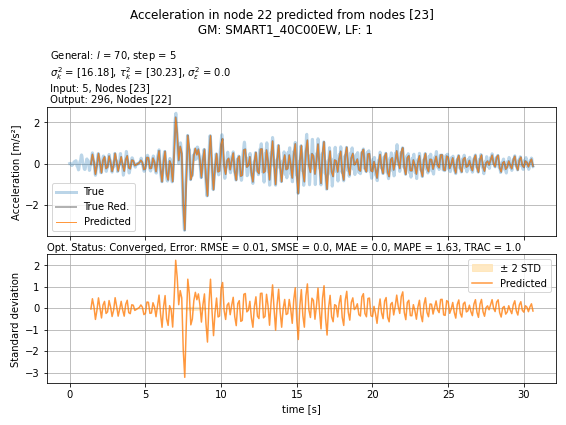 Acceleration in node 22 predicted from nodes [23]
GM: SMART1_40C00EW, LF: 1
General: l = 70, step = 5
σ²ₖ = [16.18], τ²ₖ = [30.23], σ²ₑ = 0.0
Input: 5, Nodes [23]
Output: 296, Nodes [22]
Acceleration [m/s²]
2
0
−2
True
True Red.
Predicted
Opt. Status: Converged, Error: RMSE = 0.01, SMSE = 0.0, MAE = 0.0, MAPE = 1.63, TRAC = 1.0
Standard deviation
2
1
0
−1
−2
−3
± 2 STD
Predicted
0 5 10 15 20 25 30
time [s]